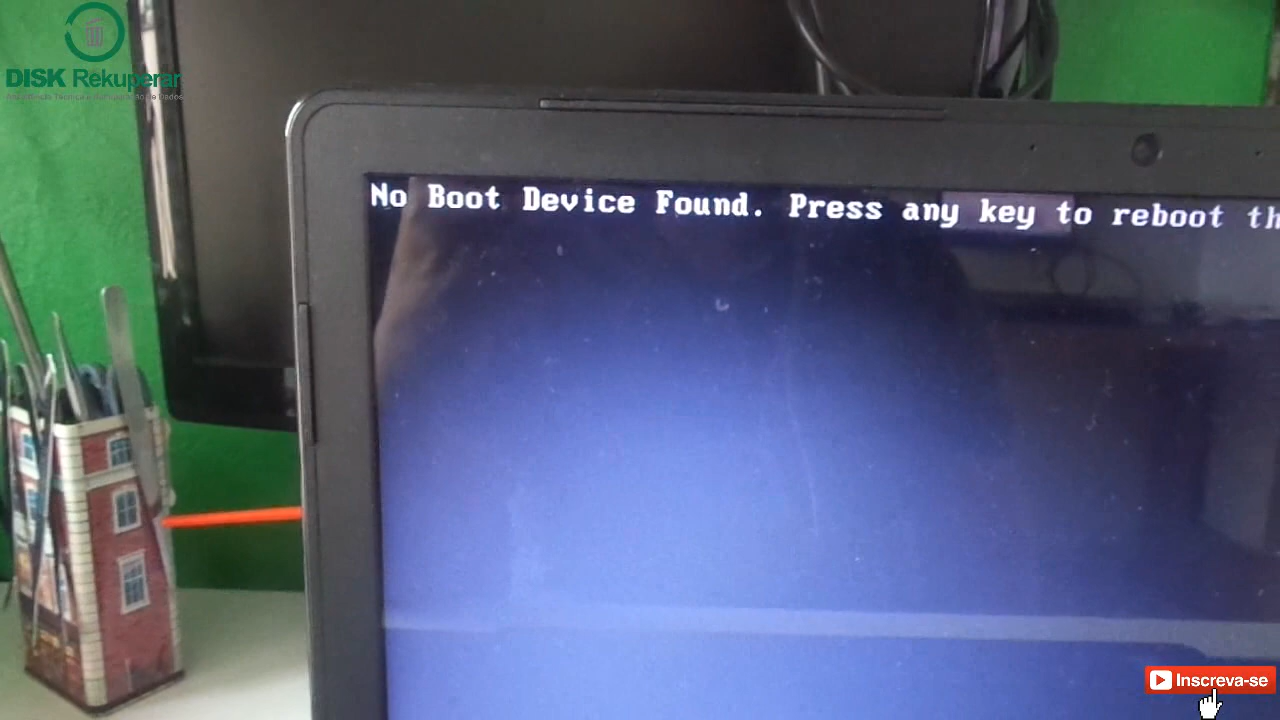 DISK Rekuperar
No Boot Device Found. Press any key to reboot th
Inscreva-se